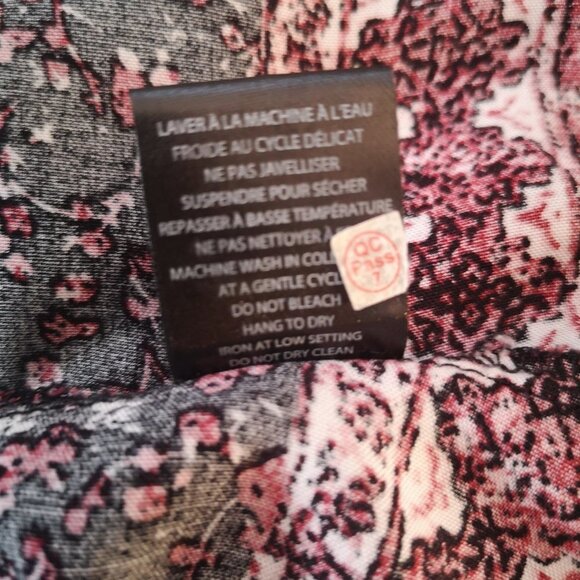 LAVER À LA MACHINE À L'EAU
FROIDE AU CYCLE DÉLICAT
NE PAS JAVELLISER
SUSPENDRE POUR SÉCHER
REPASSER À BASSE TEMPÉRATURE
NE PAS NETTOYER À
MACHINE WASH IN
AT A GENTLE
DO NOT BLEACH
HANG TO DRY
IRON AT LOW SETTING
DO NOT DRY CLEAN
QC
Pass
7